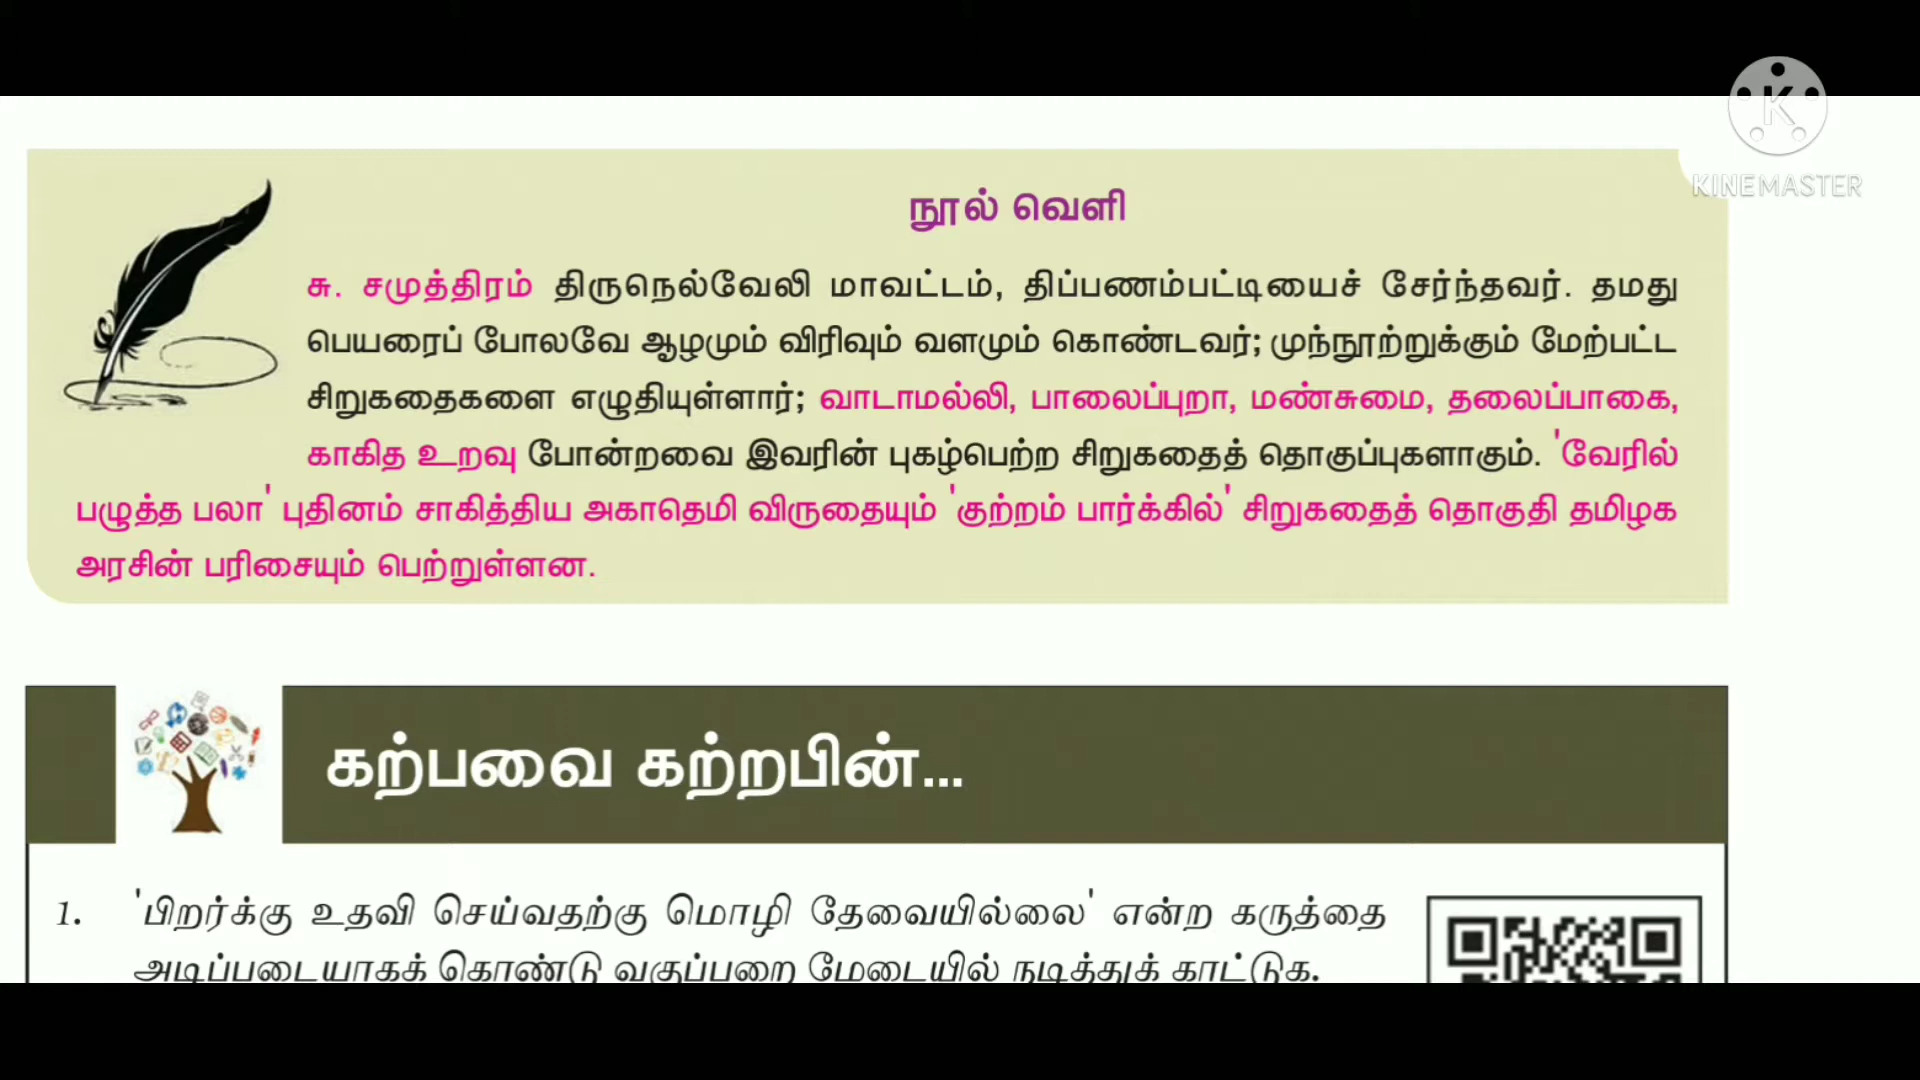 KINEMASTER
நூல் வெளி
சு. சமுத்திரம் திருநெல்வேலி மாவட்டம், திப்பணம்பட்டியைச் சேர்ந்தவர். தமது
பெயரைப் போலவே ஆழமும் விரிவும் வளமும் கொண்டவர்; முந்நூற்றுக்கும் மேற்பட்ட
சிறுகதைகளை எழுதியுள்ளார்; வாடாமல்லி, பாலைப்புறா, மண்சுமை, தலைப்பாகை,
காகித உறவு போன்றவை இவரின் புகழ்பெற்ற சிறுகதைத் தொகுப்புகளாகும். 'வேரில்
பழுத்த பலா' புதினம் சாகித்திய அகாதெமி விருதையும் 'குற்றம் பார்க்கில்' சிறுகதைத் தொகுதி தமிழக
அரசின் பரிசையும் பெற்றுள்ளன.
கற்பவை கற்றபின்...
1. 'பிறர்க்கு உதவி செய்வதற்கு மொழி தேவையில்லை' என்ற கருத்தை
அடிப்படையாகக் கொண்டு வகுப்பறை மேடையில் நடித்துக் காட்டுக.